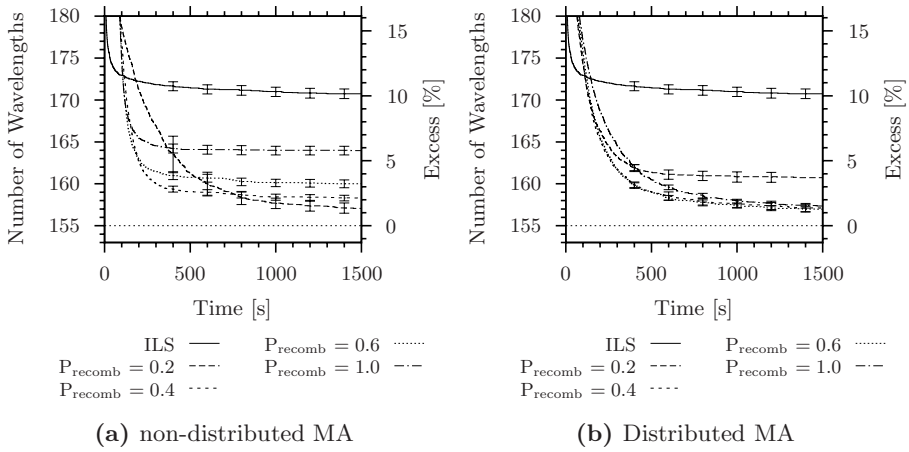 Number of Wavelengths
180
175
170
165
160
155
15
10
5
0
Excess [%]
0 500 1000 1500
Time [s]
ILS
P_recomb = 0.2
P_recomb = 0.4
P_recomb = 0.6
P_recomb = 1.0
(a) non-distributed MA
Number of Wavelengths
180
175
170
165
160
155
15
10
5
0
Excess [%]
0 500 1000 1500
Time [s]
ILS
P_recomb = 0.2
P_recomb = 0.4
P_recomb = 0.6
P_recomb = 1.0
(b) Distributed MA